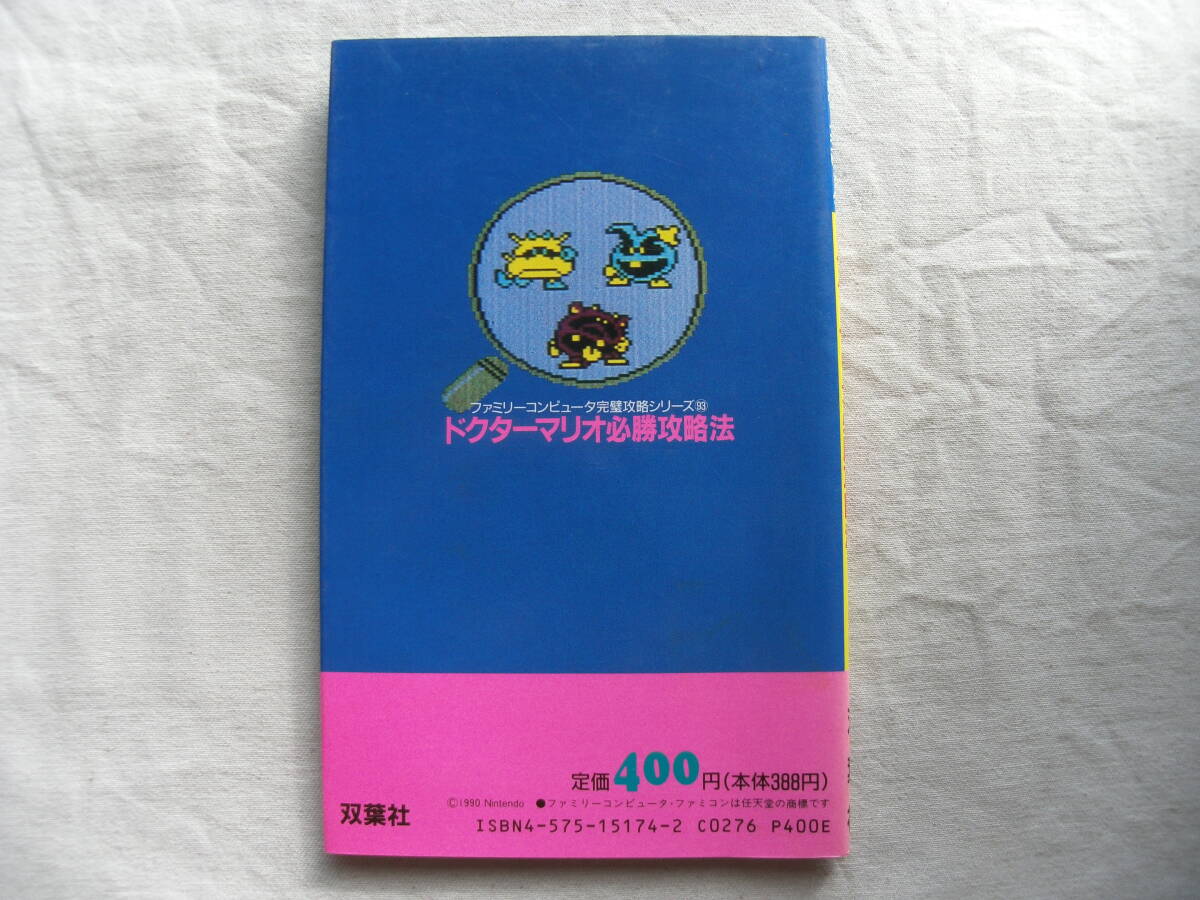 ファミリーコンピュータ完璧攻略シリーズ93
ドクターマリオ必勝攻略法
定価400円(本体388円)
©1990 Nintendo ●ファミリーコンピュータ・ファミコンは任天堂の商標です
双葉社
ISBN4-575-15174-2 C0276 P400E